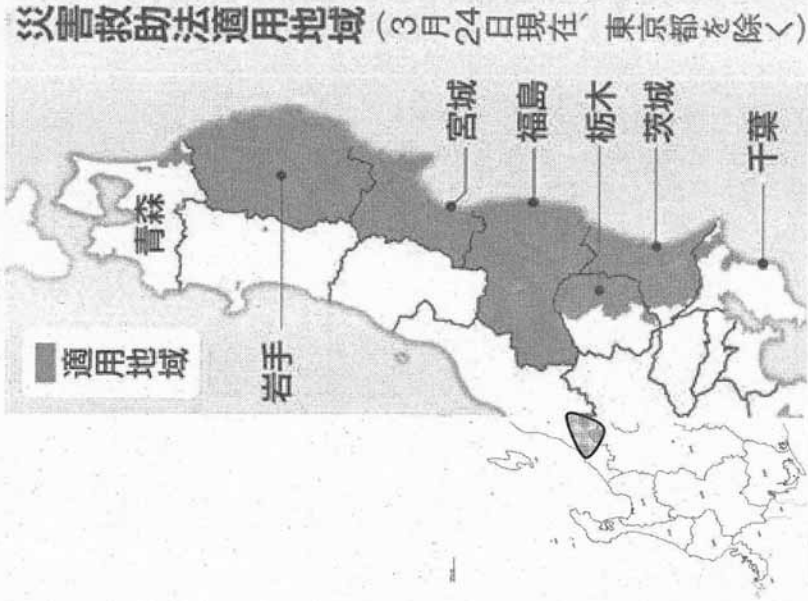 災害救助法適用地域(3月24日現在、東京都を除く)
適用地域
青森
岩手
宮城
福島
栃木
茨城
千葉